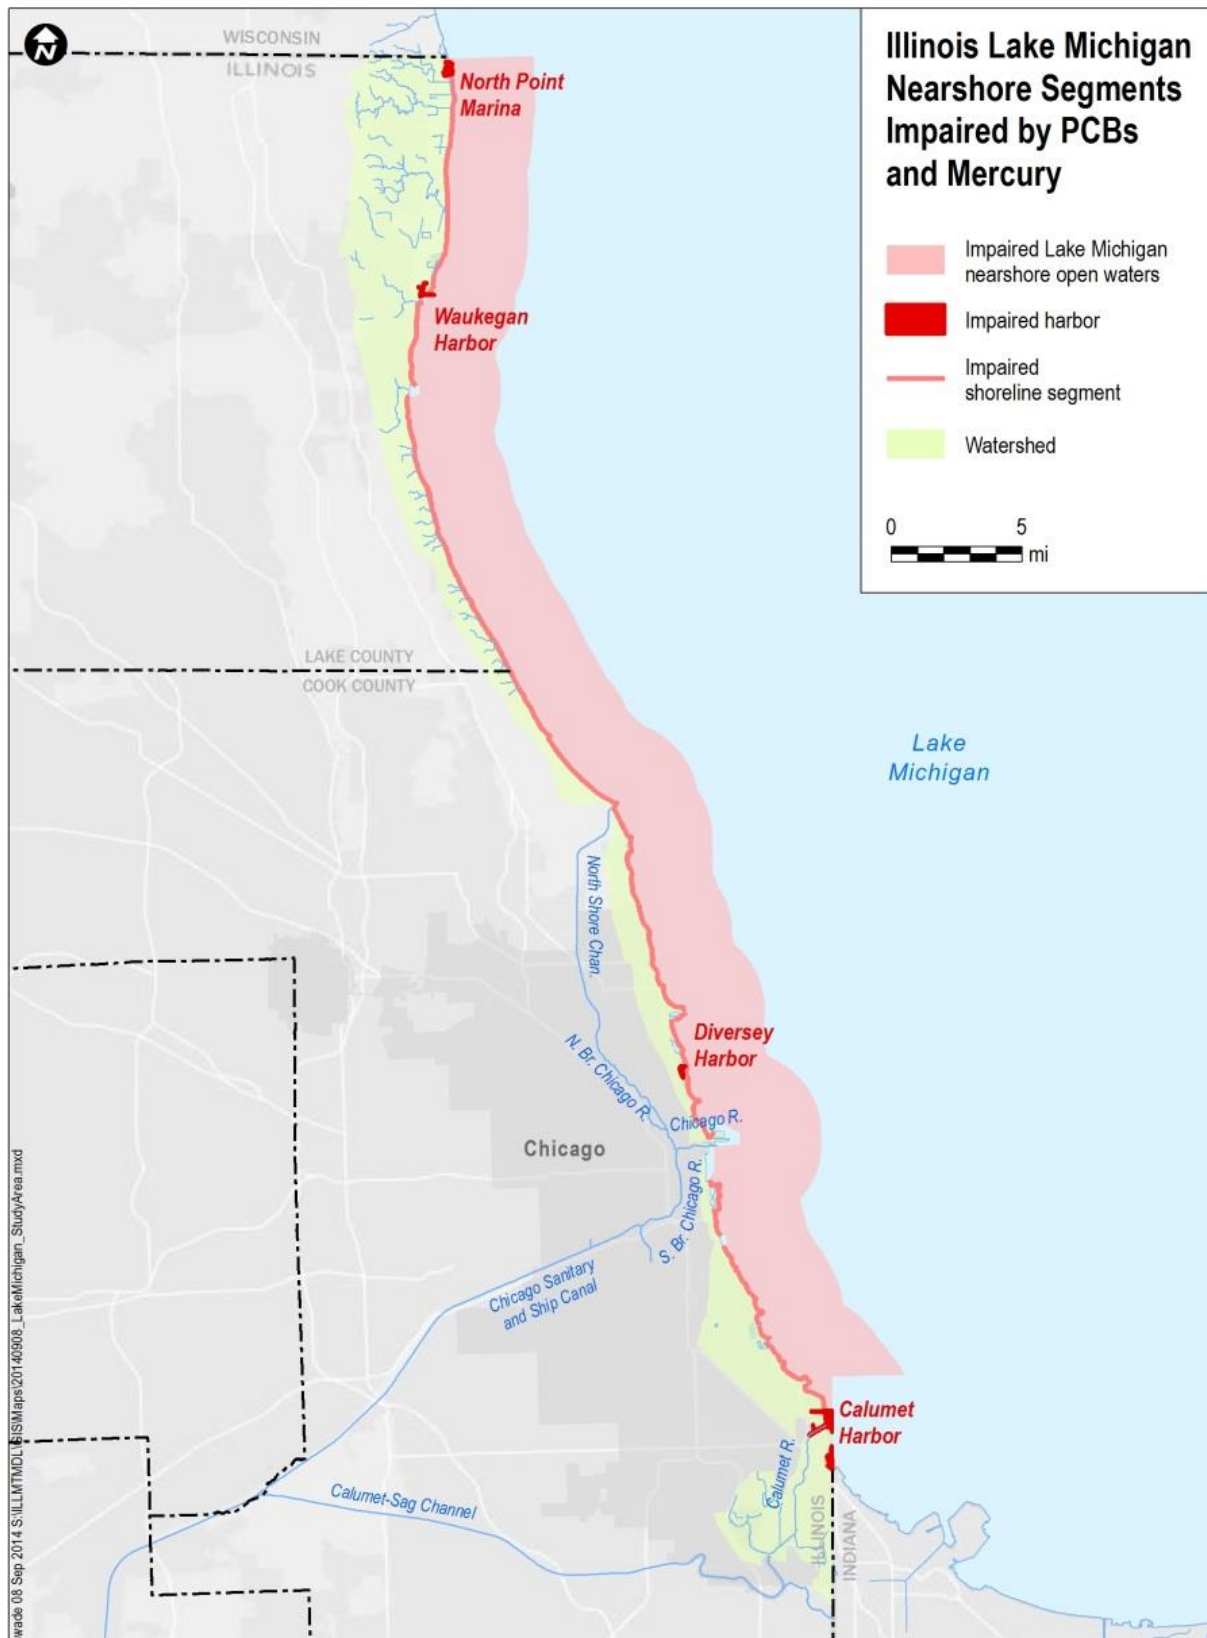 N
WISCONSIN
ILLINOIS
North Point
Marina
Waukegan
Harbor
Illinois Lake Michigan
Nearshore Segments
Impaired by PCBs
and Mercury
Impaired Lake Michigan
nearshore open waters
Impaired harbor
Impaired
shoreline segment
Watershed
0 5
mi
LAKE COUNTY
COOK COUNTY
Lake
Michigan
North Shore Chan.
N. Br. Chicago R.
Diversey
Harbor
Chicago R.
Chicago
S. Br. Chicago R.
Chicago Sanitary
and Ship Canal
Calumet
Harbor
Calumet R.
Calumet-Sag Channel
ILLINOIS
INDIANA
wade 08 Sep 2014 S:\ILLMTMDL\GIS\Maps\20140908_LakeMichigan_StudyArea.mxd